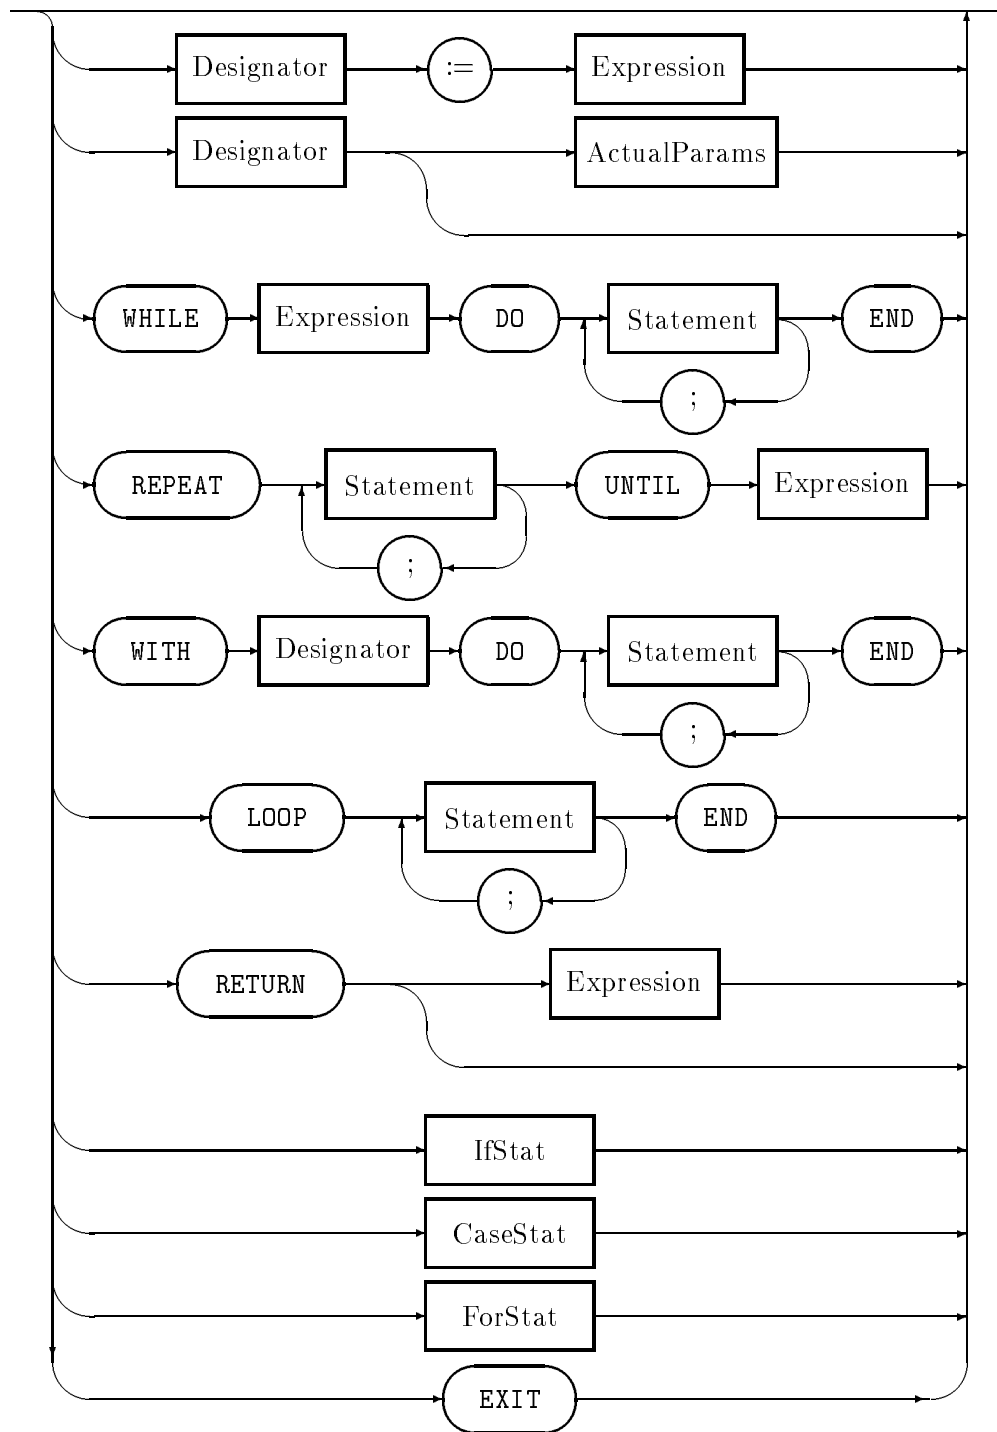 Designator := Expression
Designator ActualParams
WHILE Expression DO Statement END
;
REPEAT Statement UNTIL Expression
;
WITH Designator DO Statement END
;
LOOP Statement END
;
RETURN Expression
IfStat
CaseStat
ForStat
EXIT